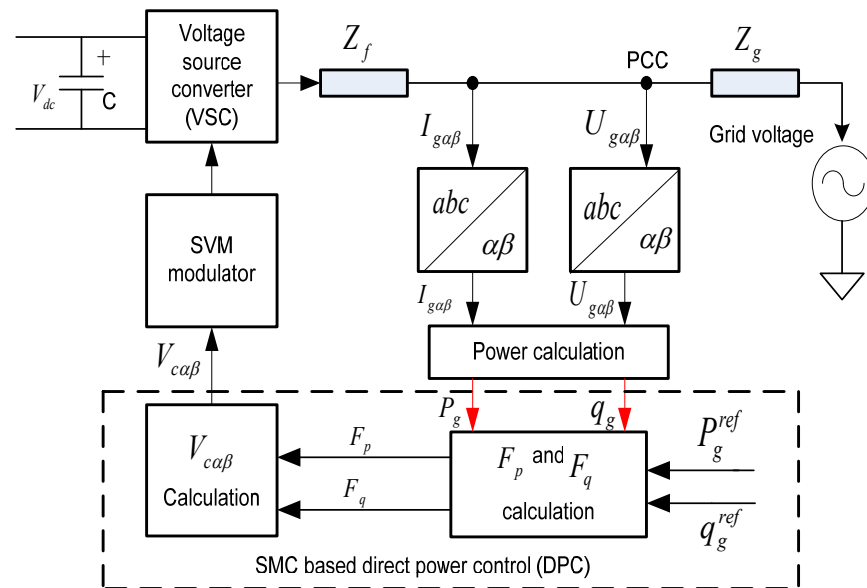 Voltage
source
converter
(VSC)
+
V_dc
C
Z_f
PCC
Z_g
Grid voltage
I_gαβ
U_gαβ
abc
αβ
abc
αβ
SVM
modulator
I_gαβ
U_gαβ
Power calculation
V_cαβ
P_g
q_g
V_cαβ
Calculation
F_p
F_q
F_p and F_q
calculation
P_g^ref
q_g^ref
SMC based direct power control (DPC)